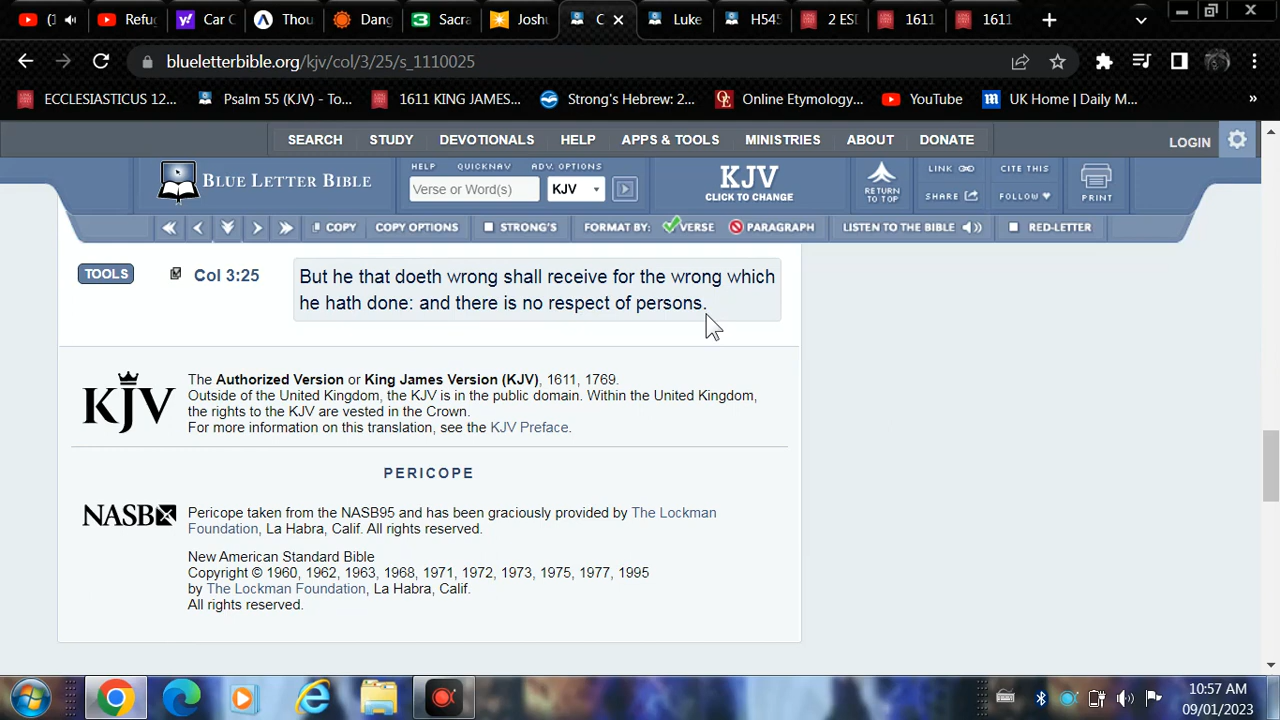 (1
Refu
Car C
Thou
Dang
Sacra
Joshu
C
Luke
H545
2 ESI
1611
1611
blueletterbible.org/kjv/col/3/25/s_1110025
ECCLESIASTICUS 12...
Psalm 55 (KJV) - To...
1611 KING JAMES...
Strong's Hebrew: 2...
Online Etymology...
YouTube
UK Home | Daily M...
»
SEARCH STUDY DEVOTIONALS HELP APPS & TOOLS MINISTRIES ABOUT DONATE
LOGIN
BLUE LETTER BIBLE
HELP QUICKNAV ADV. OPTIONS
Verse or Word(s)
KJV
KJV
CLICK TO CHANGE
RETURN
TO TOP
LINK
CITE THIS
SHARE
FOLLOW
PRINT
COPY COPY OPTIONS STRONG'S FORMAT BY: VERSE PARAGRAPH LISTEN TO THE BIBLE RED-LETTER
TOOLS
Col 3:25
But he that doeth wrong shall receive for the wrong which
he hath done: and there is no respect of persons.
KJV
The Authorized Version or King James Version (KJV), 1611, 1769.
Outside of the United Kingdom, the KJV is in the public domain. Within the United Kingdom,
the rights to the KJV are vested in the Crown.
For more information on this translation, see the KJV Preface.
PERICOPE
NASB
Pericope taken from the NASB95 and has been graciously provided by The Lockman
Foundation, La Habra, Calif. All rights reserved.
New American Standard Bible
Copyright © 1960, 1962, 1963, 1968, 1971, 1972, 1973, 1975, 1977, 1995
by The Lockman Foundation, La Habra, Calif.
All rights reserved.
10:57 AM
09/01/2023